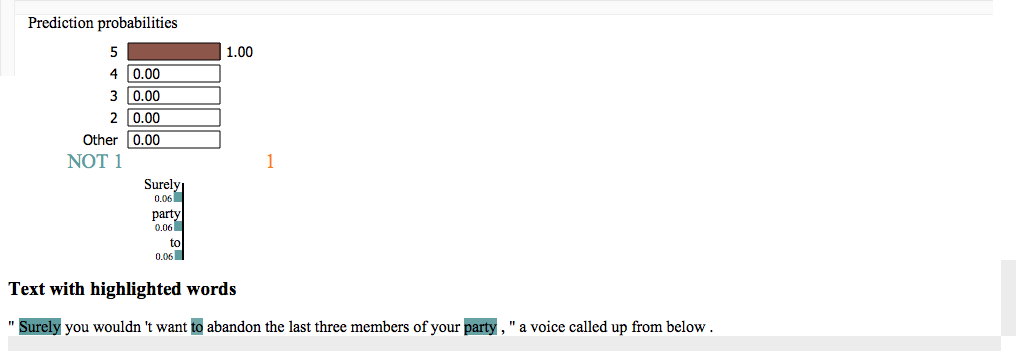 Prediction probabilities
5 1.00
4 0.00
3 0.00
2 0.00
Other 0.00
NOT 1 1
Surely
0.06
party
0.06
to
0.06
Text with highlighted words
" Surely you wouldn 't want to abandon the last three members of your party , " a voice called up from below .